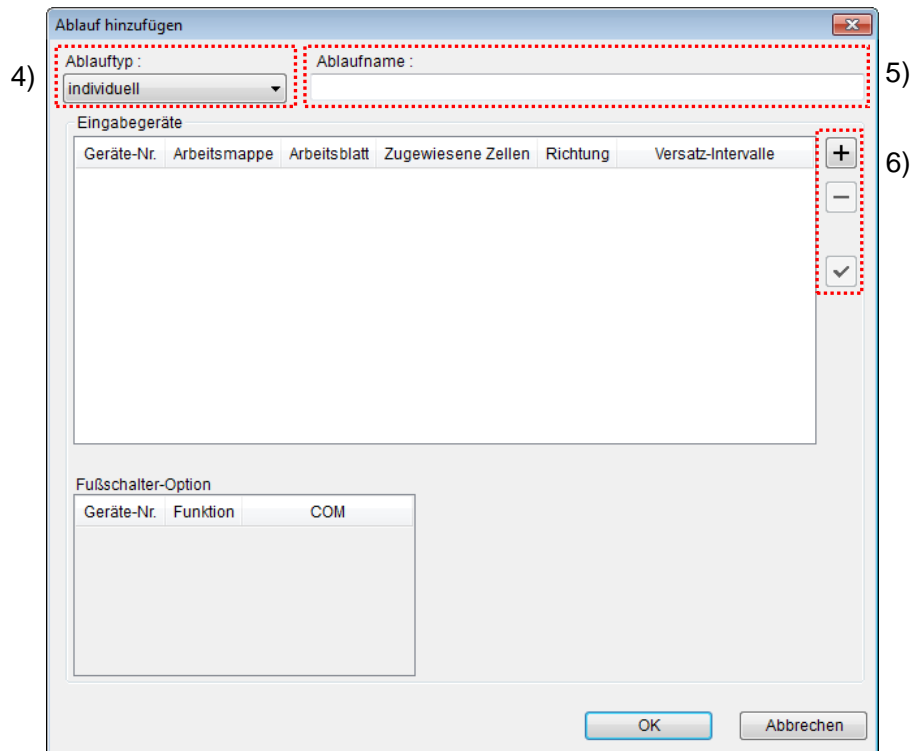 Ablauf hinzufügen
4)
Ablauftyp :
individuell
Ablaufname :
5)
Eingabegeräte
Geräte-Nr. Arbeitsmappe Arbeitsblatt Zugewiesene Zellen Richtung Versatz-Intervalle
6)
Fußschalter-Option
Geräte-Nr. Funktion COM
OK Abbrechen